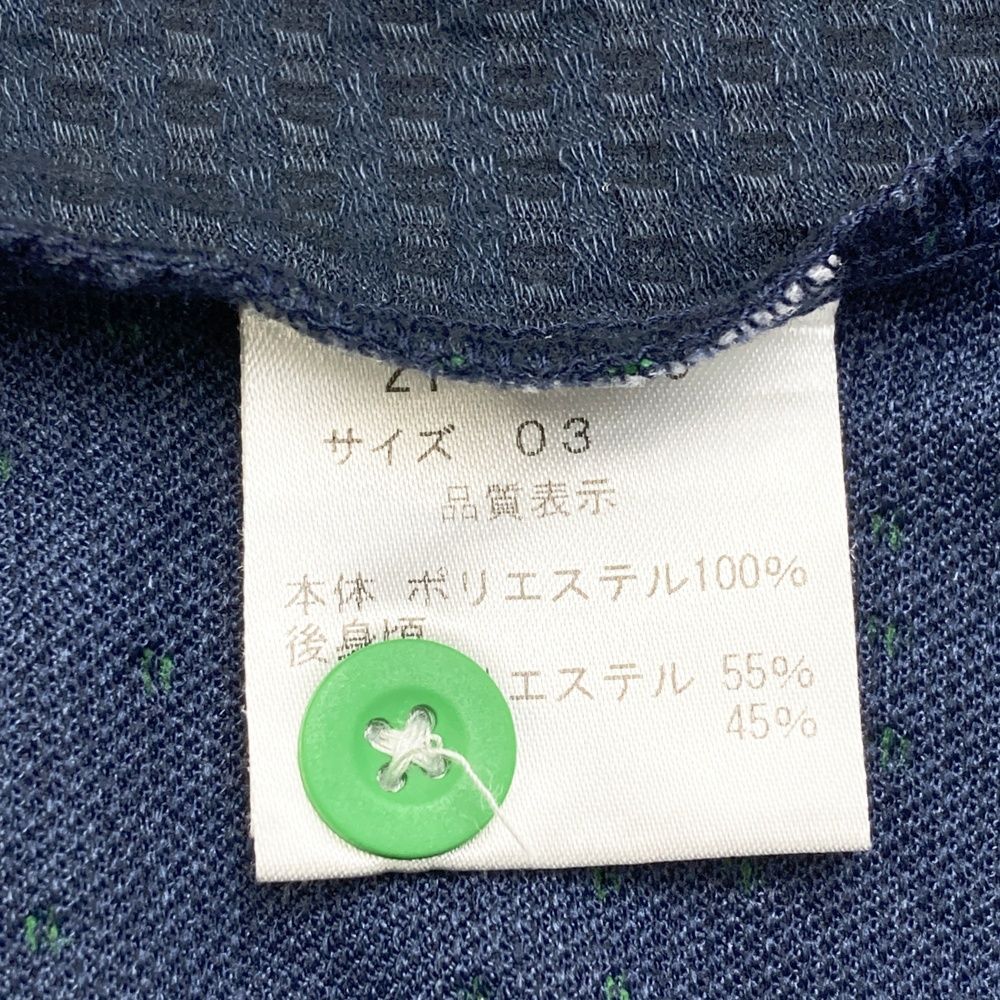 サイズ 03
品質表示
本体 ポリエステル100%
後身頃
エステル 55%
45%